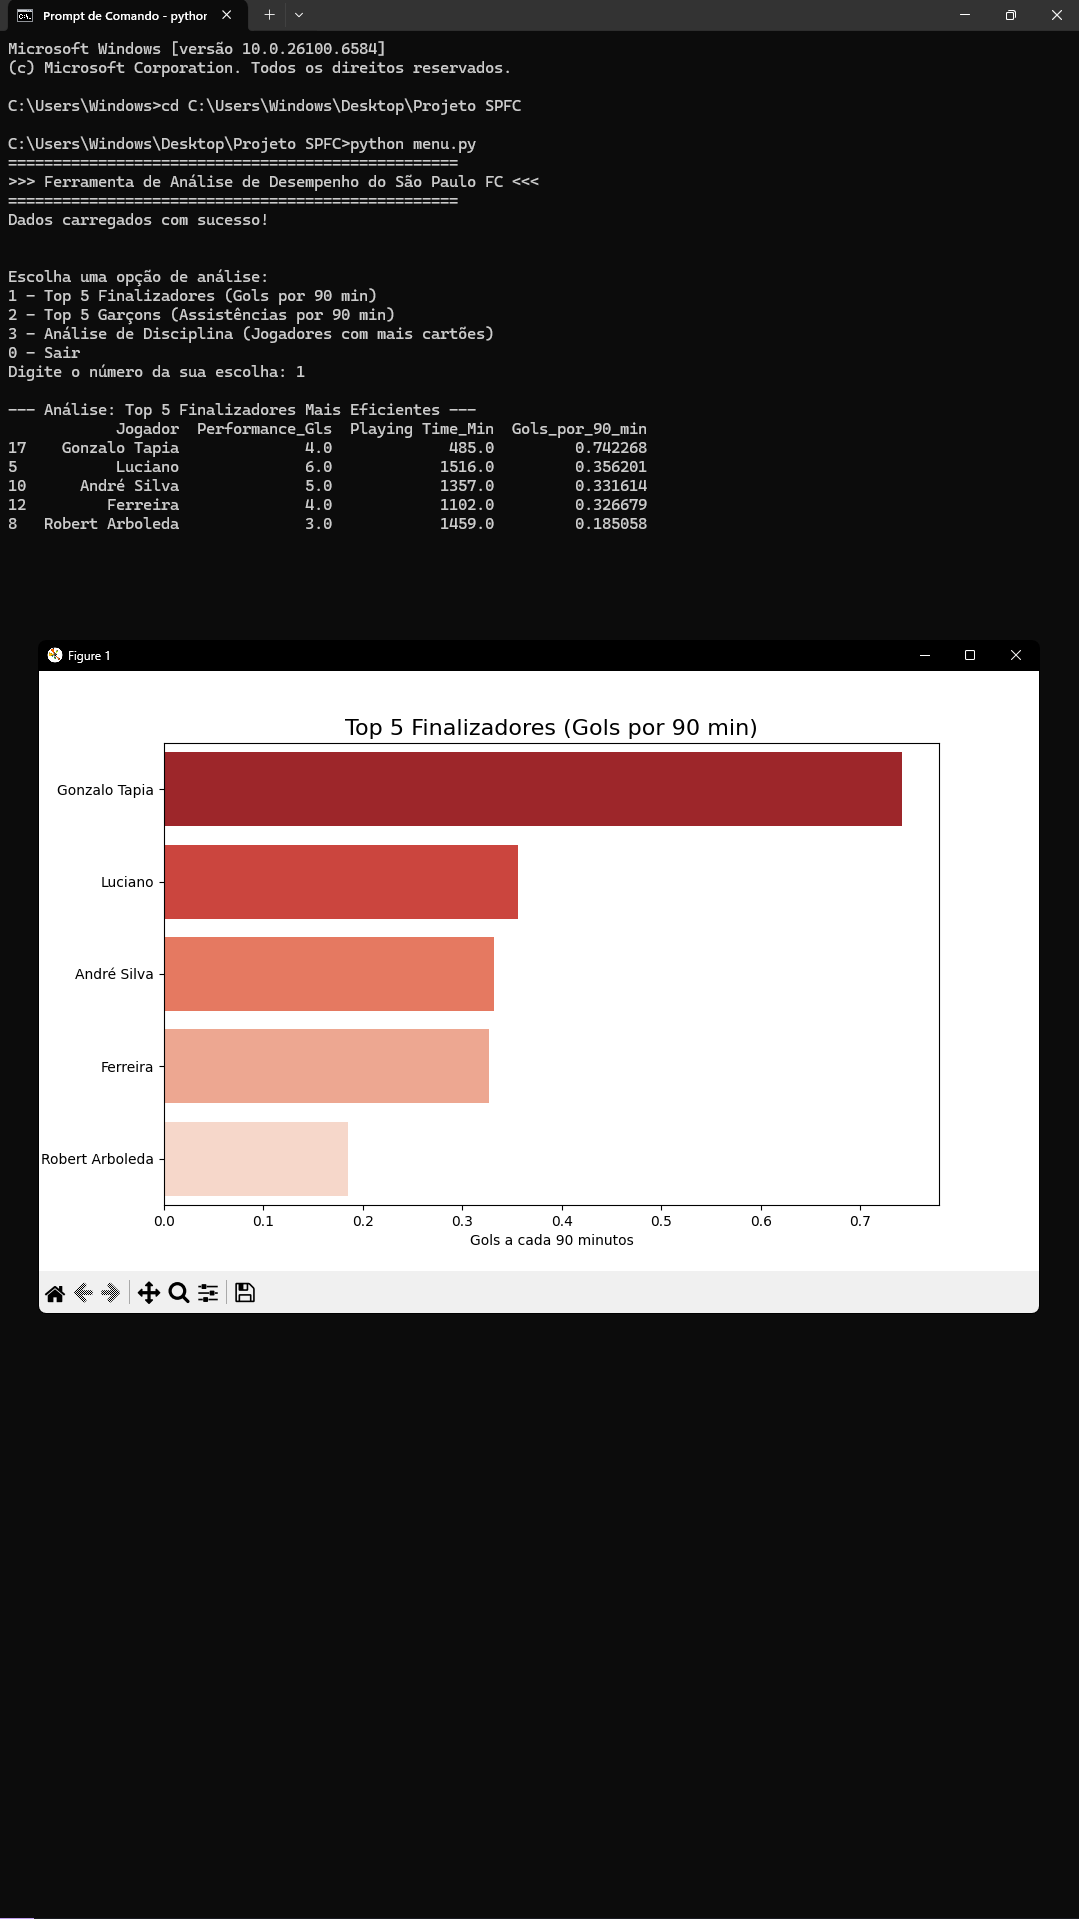 Prompt de Comando - python
Microsoft Windows [versão 10.0.26100.6584]
(c) Microsoft Corporation. Todos os direitos reservados.
C:\Users\Windows>cd C:\Users\Windows\Desktop\Projeto SPFC
C:\Users\Windows\Desktop\Projeto SPFC>python menu.py
==================================================
>>> Ferramenta de Análise de Desempenho do São Paulo FC <<<
==================================================
Dados carregados com sucesso!
Escolha uma opção de análise:
1 - Top 5 Finalizadores (Gols por 90 min)
2 - Top 5 Garçons (Assistências por 90 min)
3 - Análise de Disciplina (Jogadores com mais cartões)
0 - Sair
Digite o número da sua escolha: 1
--- Análise: Top 5 Finalizadores Mais Eficientes ---
Jogador Performance_Gls Playing Time_Min Gols_por_90_min
17 Gonzalo Tapia 4.0 485.0 0.742268
5 Luciano 6.0 1516.0 0.356201
10 André Silva 5.0 1357.0 0.331614
12 Ferreira 4.0 1102.0 0.326679
8 Robert Arboleda 3.0 1459.0 0.185058
Figure 1
Top 5 Finalizadores (Gols por 90 min)
Gonzalo Tapia
Luciano
André Silva
Ferreira
Robert Arboleda
0.0 0.1 0.2 0.3 0.4 0.5 0.6 0.7
Gols a cada 90 minutos